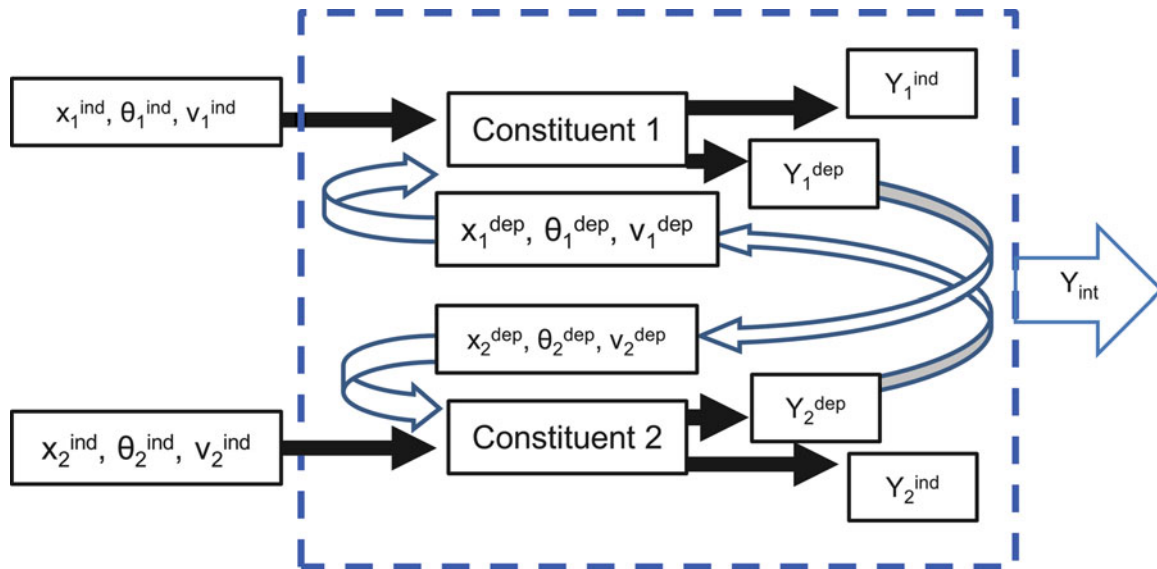 x₁ⁱⁿᵈ, θ₁ⁱⁿᵈ, v₁ⁱⁿᵈ
Constituent 1
Y₁ⁱⁿᵈ
Y₁ᵈᵉᵖ
x₁ᵈᵉᵖ, θ₁ᵈᵉᵖ, v₁ᵈᵉᵖ
Y_int
x₂ᵈᵉᵖ, θ₂ᵈᵉᵖ, v₂ᵈᵉᵖ
Y₂ᵈᵉᵖ
x₂ⁱⁿᵈ, θ₂ⁱⁿᵈ, v₂ⁱⁿᵈ
Constituent 2
Y₂ⁱⁿᵈ